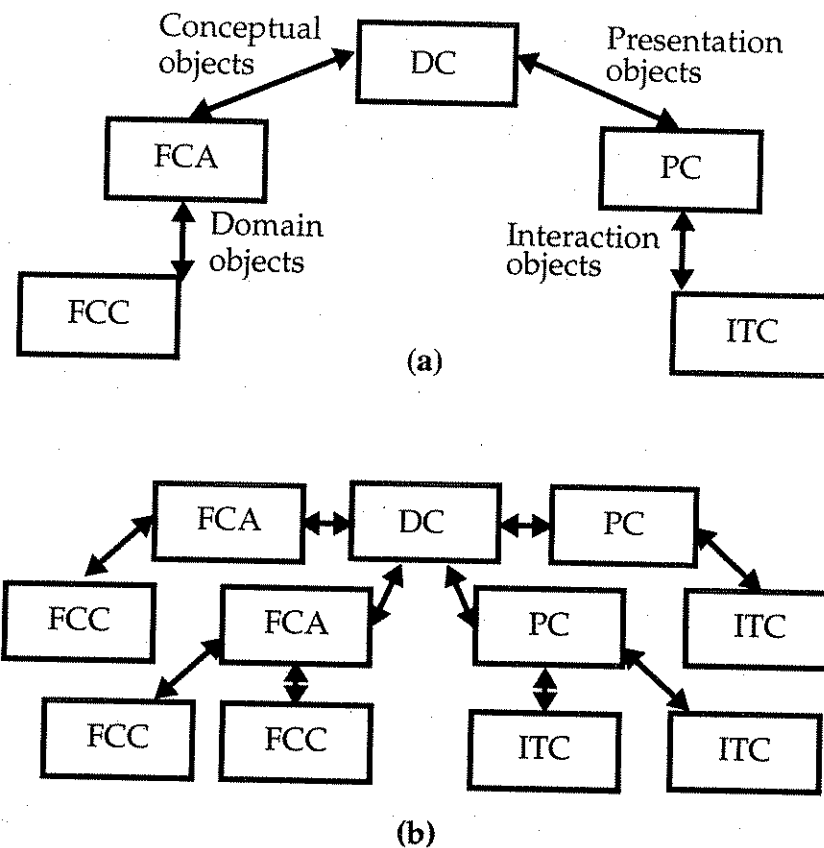 Conceptual
objects
DC
Presentation
objects
FCA
PC
Domain
objects
Interaction
objects
FCC
ITC
(a)
FCA
DC
PC
FCC
FCA
PC
ITC
FCC
FCC
ITC
ITC
(b)